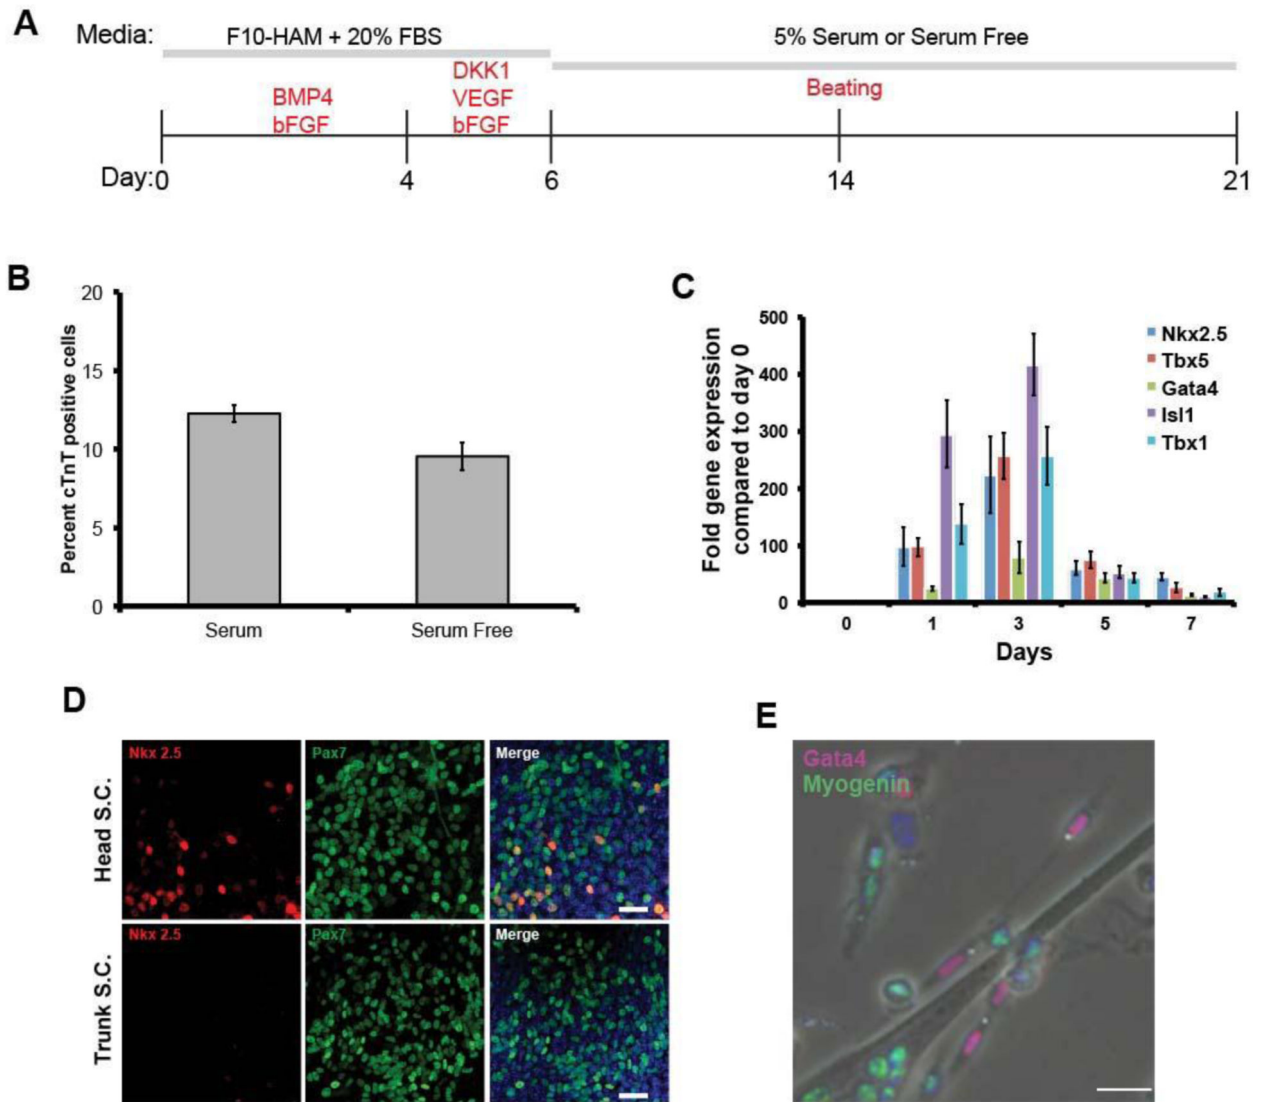 A
Media:
F10-HAM + 20% FBS
5% Serum or Serum Free
BMP4
bFGF
DKK1
VEGF
bFGF
Beating
Day:0
4
6
14
21
B
Percent cTnT positive cells
20
15
10
5
0
Serum
Serum Free
C
Fold gene expression
compared to day 0
500
400
300
200
100
0
Nkx2.5
Tbx5
Gata4
Isl1
Tbx1
0
1
3
5
7
Days
D
Head S.C.
Nkx 2.5
Pax7
Merge
Trunk S.C.
Nkx 2.5
Pax7
Merge
E
Gata4
Myogenin